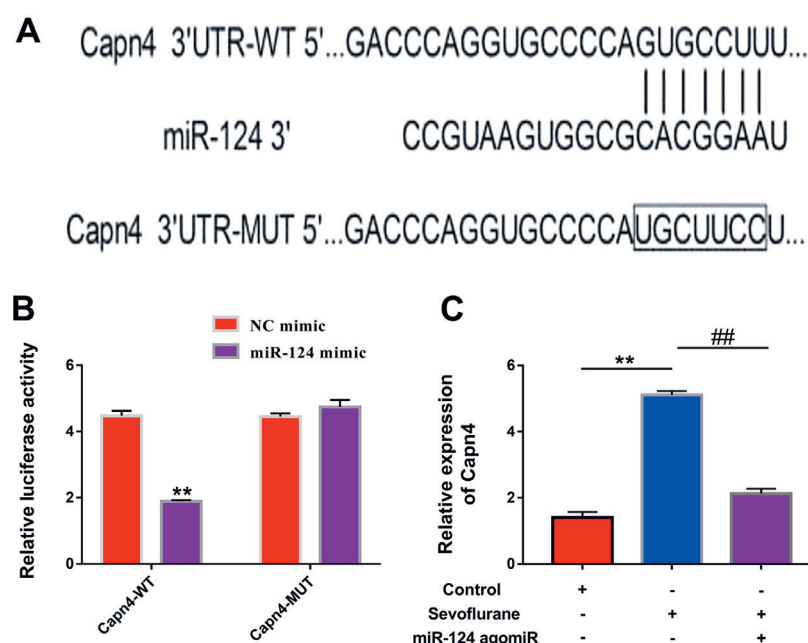 A
Capn4 3'UTR-WT 5'...GACCCAGGUGCCCCAGUGCCUUU...
miR-124 3' CCGUAAGUGGCGCACGGAAU
Capn4 3'UTR-MUT 5'...GACCCAGGUGCCCCAUGCUUCCU...
B
NC mimic
miR-124 mimic
Relative luciferase activity
6
4
2
0
**
Capn4-WT
Capn4-MUT
C
Relative expression
of Capn4
6
4
2
0
**
##
Control + - -
Sevoflurane - + +
miR-124 agomiR - - +